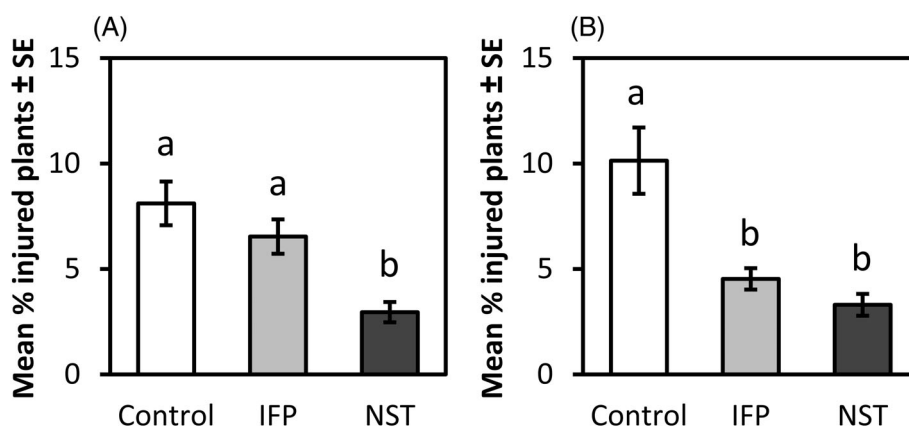 (A)
Mean % injured plants ± SE
15
10
5
0
a
a
b
Control IFP NST
(B)
Mean % injured plants ± SE
15
10
5
0
a
b
b
Control IFP NST